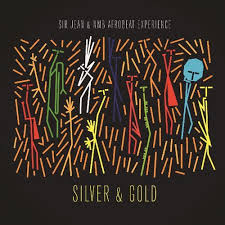 SIR JEAN & NMB AFROBEAT EXPERIENCE
SILVER & GOLD